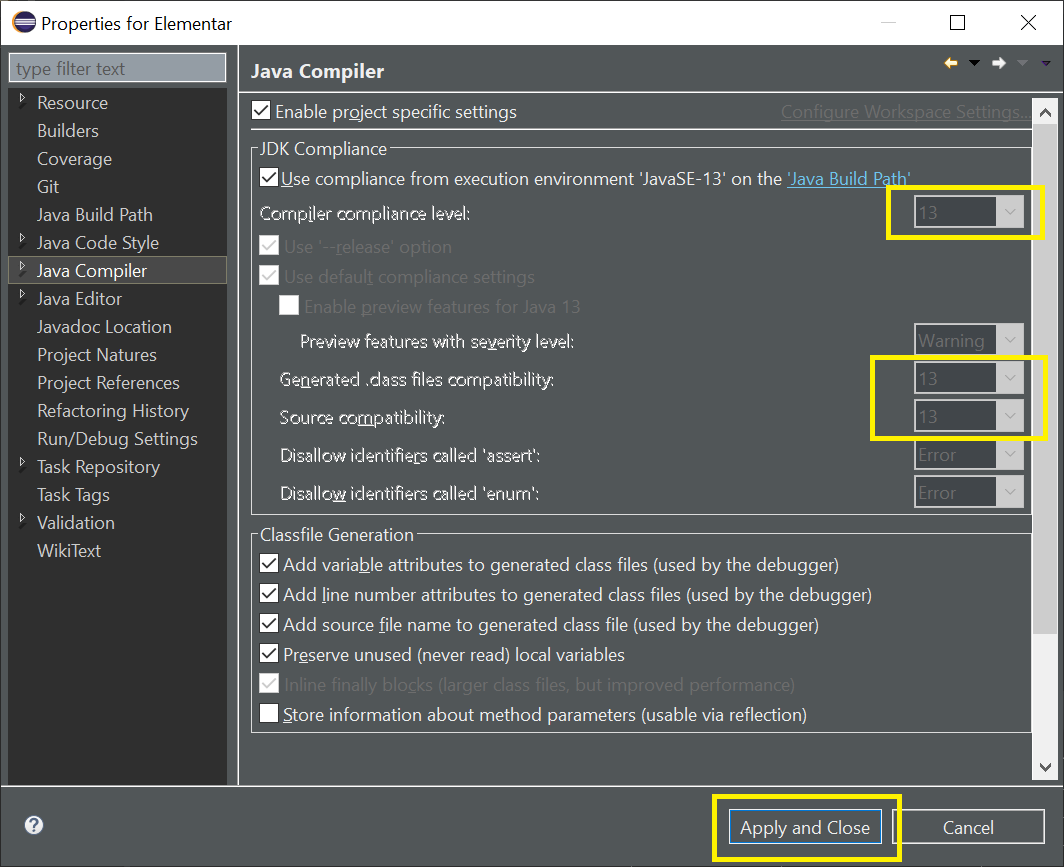 Properties for Elementar
type filter text
Resource
Builders
Coverage
Git
Java Build Path
Java Code Style
Java Compiler
Java Editor
Javadoc Location
Project Natures
Project References
Refactoring History
Run/Debug Settings
Task Repository
Task Tags
Validation
WikiText
Java Compiler
Enable project specific settings
Configure Workspace Settings...
JDK Compliance
Use compliance from execution environment 'JavaSE-13' on the 'Java Build Path'
Compiler compliance level: 13
Use '--release' option
Use default compliance settings
Enable preview features for Java 13
Preview features with severity level: Warning
Generated .class files compatibility: 13
Source compatibility: 13
Disallow identifiers called 'assert': Error
Disallow identifiers called 'enum': Error
Classfile Generation
Add variable attributes to generated class files (used by the debugger)
Add line number attributes to generated class files (used by the debugger)
Add source file name to generated class file (used by the debugger)
Preserve unused (never read) local variables
Inline finally blocks (larger class files, but improved performance)
Store information about method parameters (usable via reflection)
?
Apply and Close
Cancel